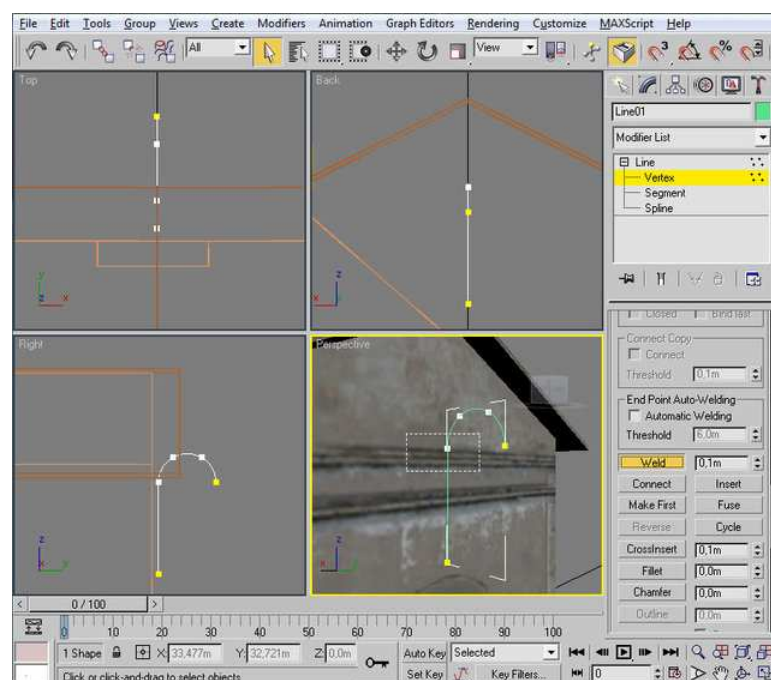 File Edit Tools Group Views Create Modifiers Animation Graph Editors Rendering Customize MAXScript Help
All View 3 %
Top Back
Line01
Modifier List
Line
Vertex
Segment
Spline
y z
z x x
Right Perspective
Closed Bind last
Connect Copy
Connect
Threshold 0,1m
End Point Auto-Welding
Automatic Welding
Threshold 6,0m
Weld 0,1m
Connect Insert
Make First Fuse
Reverse Cycle
CrossInsert 0,1m
Fillet 0,0m
Chamfer 0,0m
Outline 0,0m
z z
x y x y
< 0 / 100 >
0 10 20 30 40 50 60 70 80 90 100
1 Shape X: 33,477m Y: 32,721m Z: 0,0m Auto Key Selected
Click or click-and-drag to select objects Set Key Key Filters... 0